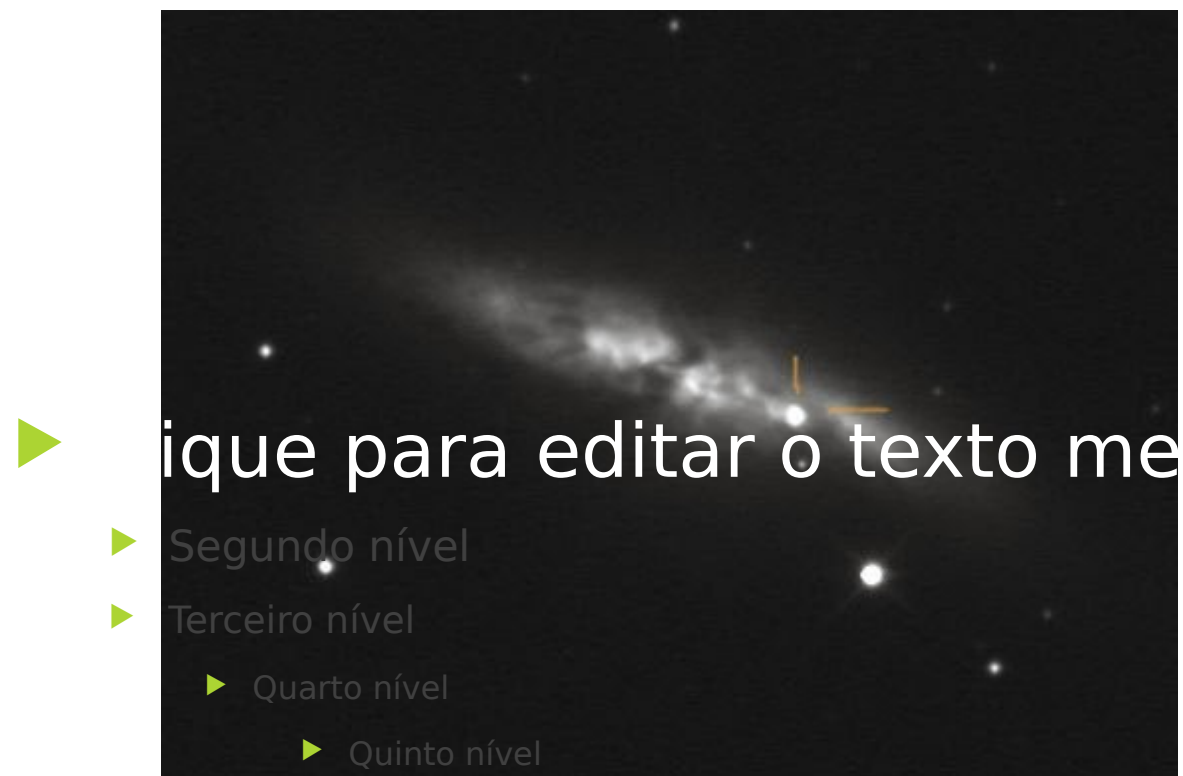 ique para editar o texto me
Segundo nível
Terceiro nível
Quarto nível
Quinto nível